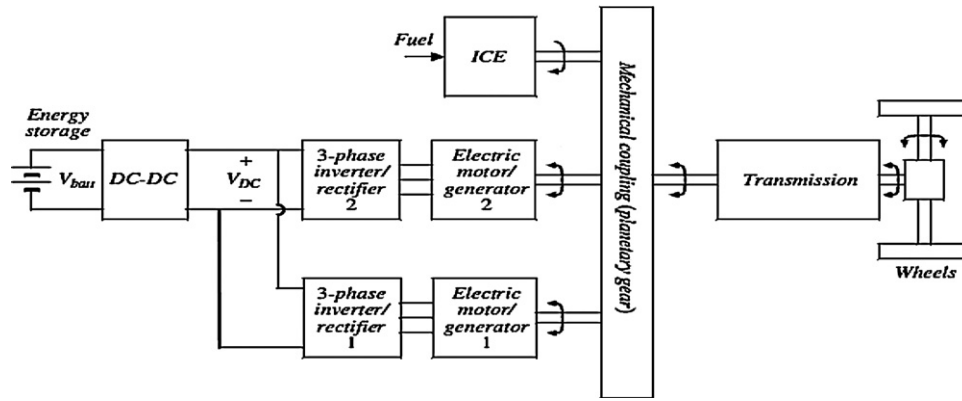 Fuel
ICE
Energy
storage
V_batt
DC-DC
+
V_DC
−
3-phase
inverter/
rectifier
2
Electric
motor/
generator
2
3-phase
inverter/
rectifier
1
Electric
motor/
generator
1
Mechanical coupling (planetary gear)
Transmission
Wheels